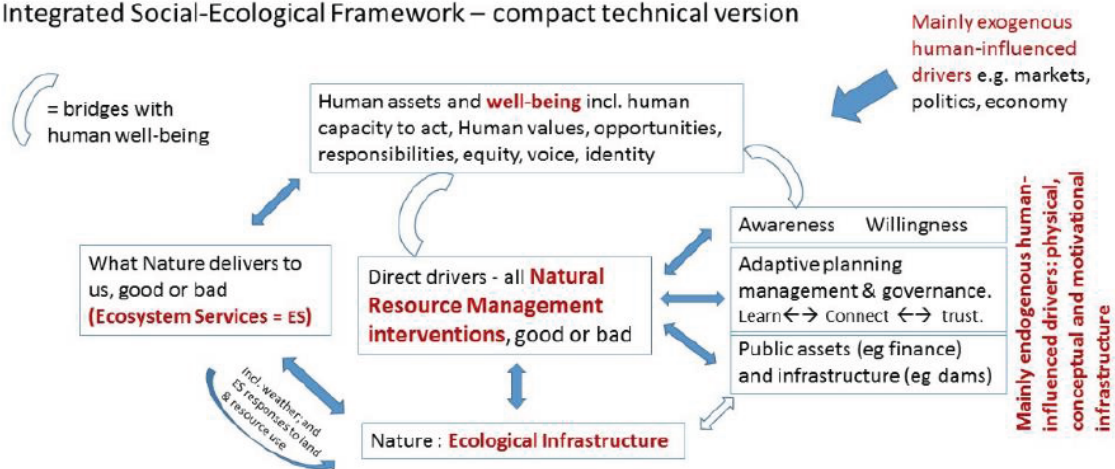 Integrated Social-Ecological Framework – compact technical version
Mainly exogenous
human-influenced
drivers e.g. markets,
politics, economy
= bridges with
human well-being
Human assets and well-being incl. human
capacity to act, Human values, opportunities,
responsibilities, equity, voice, identity
What Nature delivers to
us, good or bad
(Ecosystem Services = ES)
Direct drivers - all Natural
Resource Management
interventions, good or bad
Awareness Willingness
Adaptive planning
management & governance.
Learn←→ Connect ←→ trust.
Public assets (eg finance)
and infrastructure (eg dams)
Mainly endogenous human-
influenced drivers: physical,
conceptual and motivational
infrastructure
incl. weather, and
ES responses to land
& resource use
Nature : Ecological Infrastructure